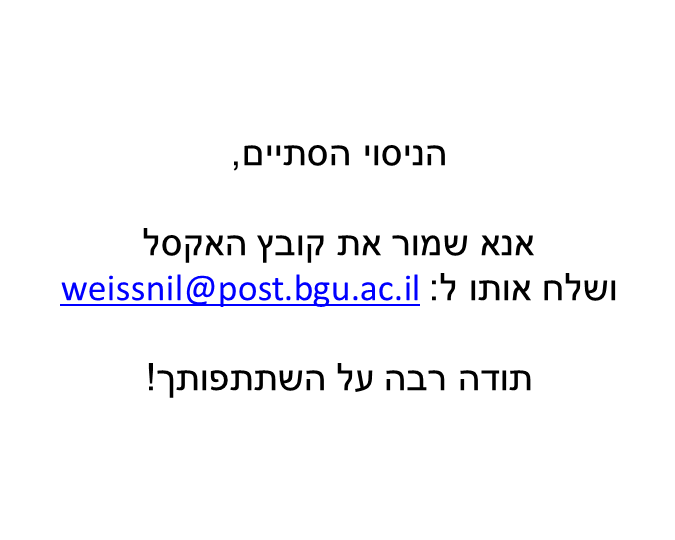 הניסוי הסתיים,
אנא שמור את קובץ האקסל
ושלח אותו ל: weissnil@post.bgu.ac.il
תודה רבה על השתתפותך!